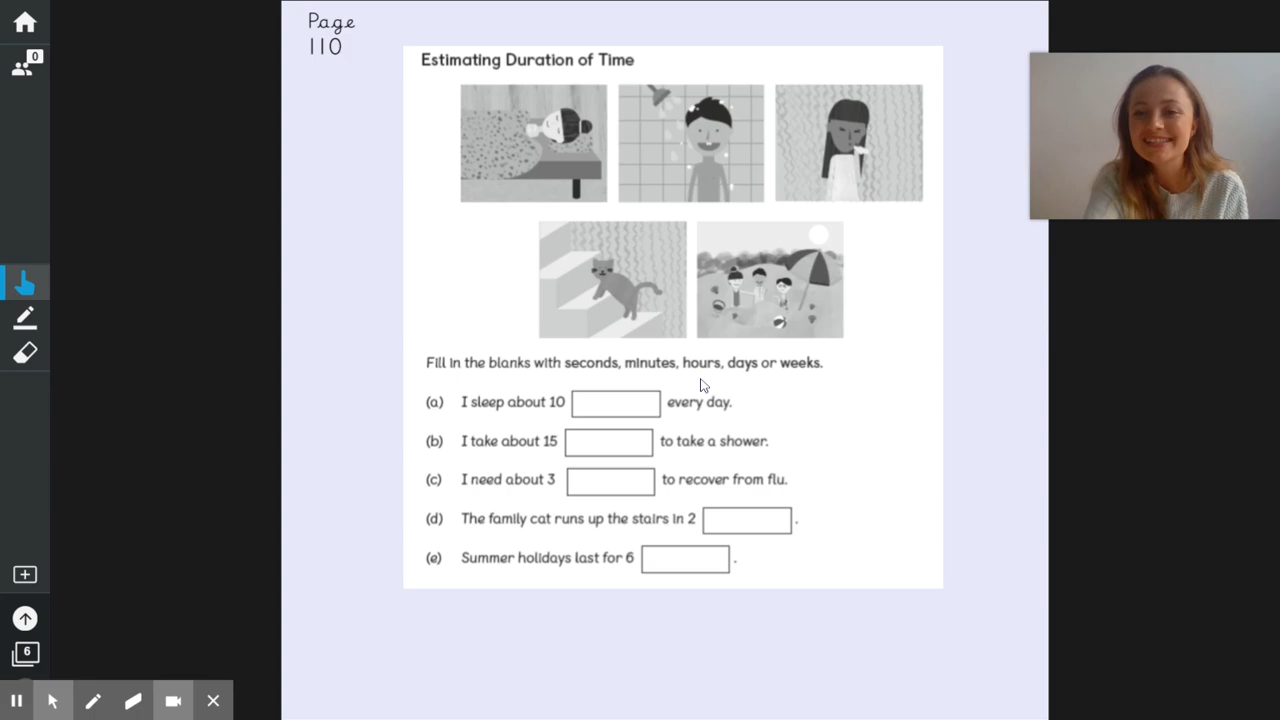 Page
110
0
Estimating Duration of Time
Fill in the blanks with seconds, minutes, hours, days or weeks.
(a) I sleep about 10 every day.
(b) I take about 15 to take a shower.
(c) I need about 3 to recover from flu.
(d) The family cat runs up the stairs in 2 .
(e) Summer holidays last for 6 .
6